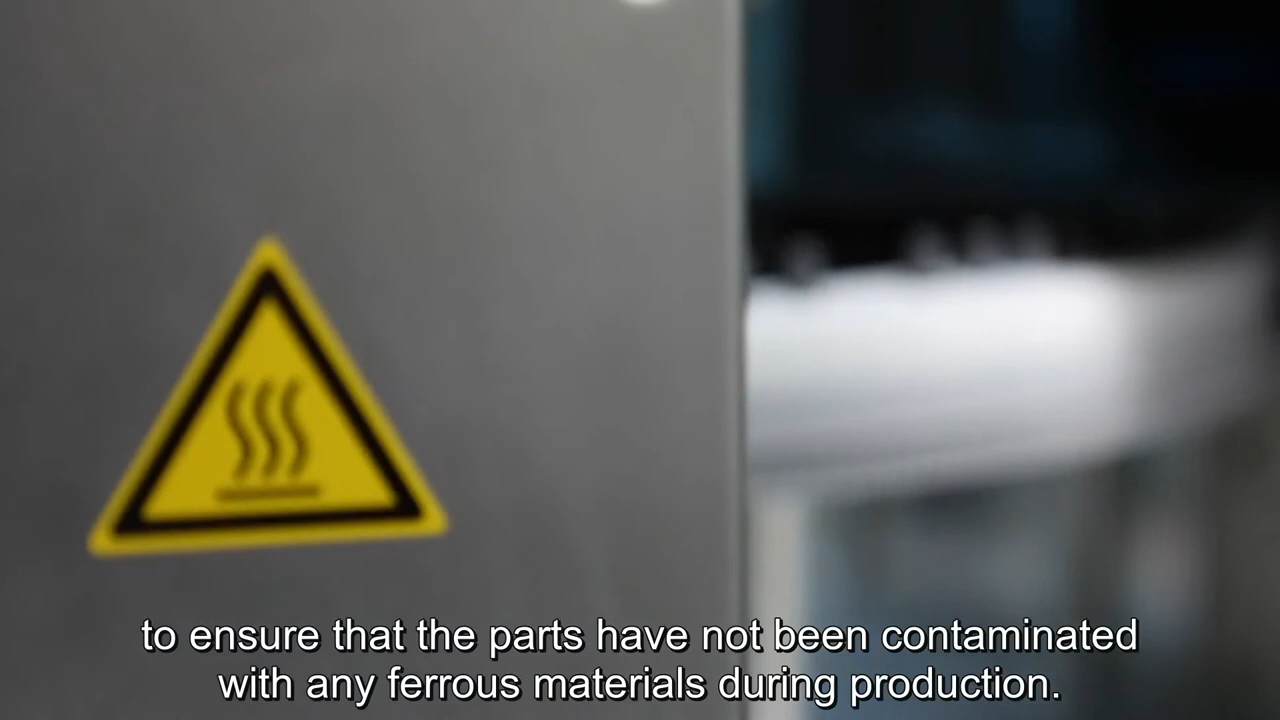 to ensure that the parts have not been contaminated
with any ferrous materials during production.